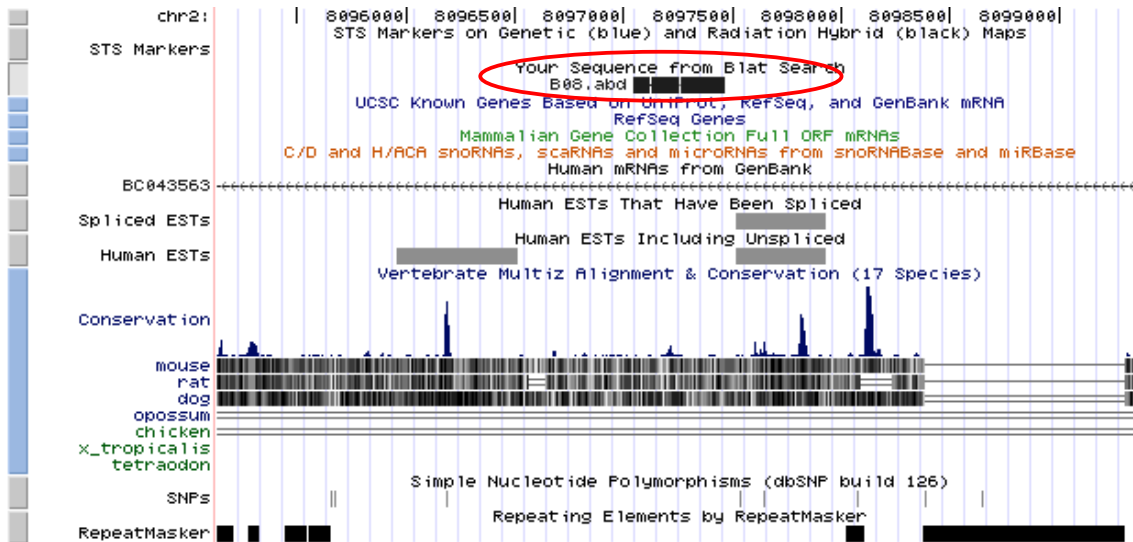 chr2: | 8096000| 8096500| 8097000| 8097500| 8098000| 8098500| 8099000|
STS Markers on Genetic (blue) and Radiation Hybrid (black) Maps
STS Markers
Your Sequence from Blat Search
B08.abd
UCSC Known Genes Based on UniProt, RefSeq, and GenBank mRNA
RefSeq Genes
Mammalian Gene Collection Full ORF mRNAs
C/D and H/ACA snoRNAs, scaRNAs and microRNAs from snoRNABase and miRBase
Human mRNAs from GenBank
BC043563
Human ESTs That Have Been Spliced
Spliced ESTs
Human ESTs Including Unspliced
Human ESTs
Vertebrate Multiz Alignment & Conservation (17 Species)
Conservation
mouse
rat
dog
opossum
chicken
x_tropicalis
tetraodon
Simple Nucleotide Polymorphisms (dbSNP build 126)
SNPs
Repeating Elements by RepeatMasker
RepeatMasker